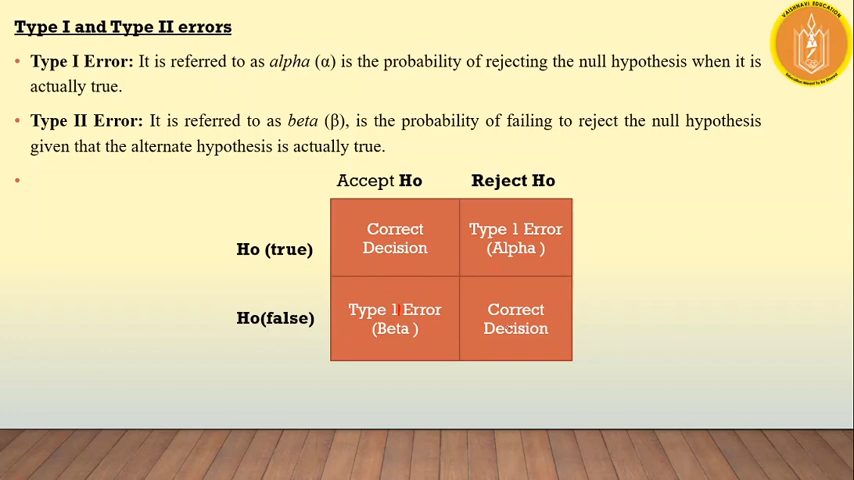 Type I and Type II errors
VAISHNAVI EDUCATION
• Type I Error: It is referred to as alpha (α) is the probability of rejecting the null hypothesis when it is
actually true.
• Type II Error: It is referred to as beta (β), is the probability of failing to reject the null hypothesis
given that the alternate hypothesis is actually true.
•
Accept Ho Reject Ho
Ho (true)
Correct
Decision
Type 1 Error
(Alpha )
Ho(false)
Type 1 Error
(Beta )
Correct
Decision